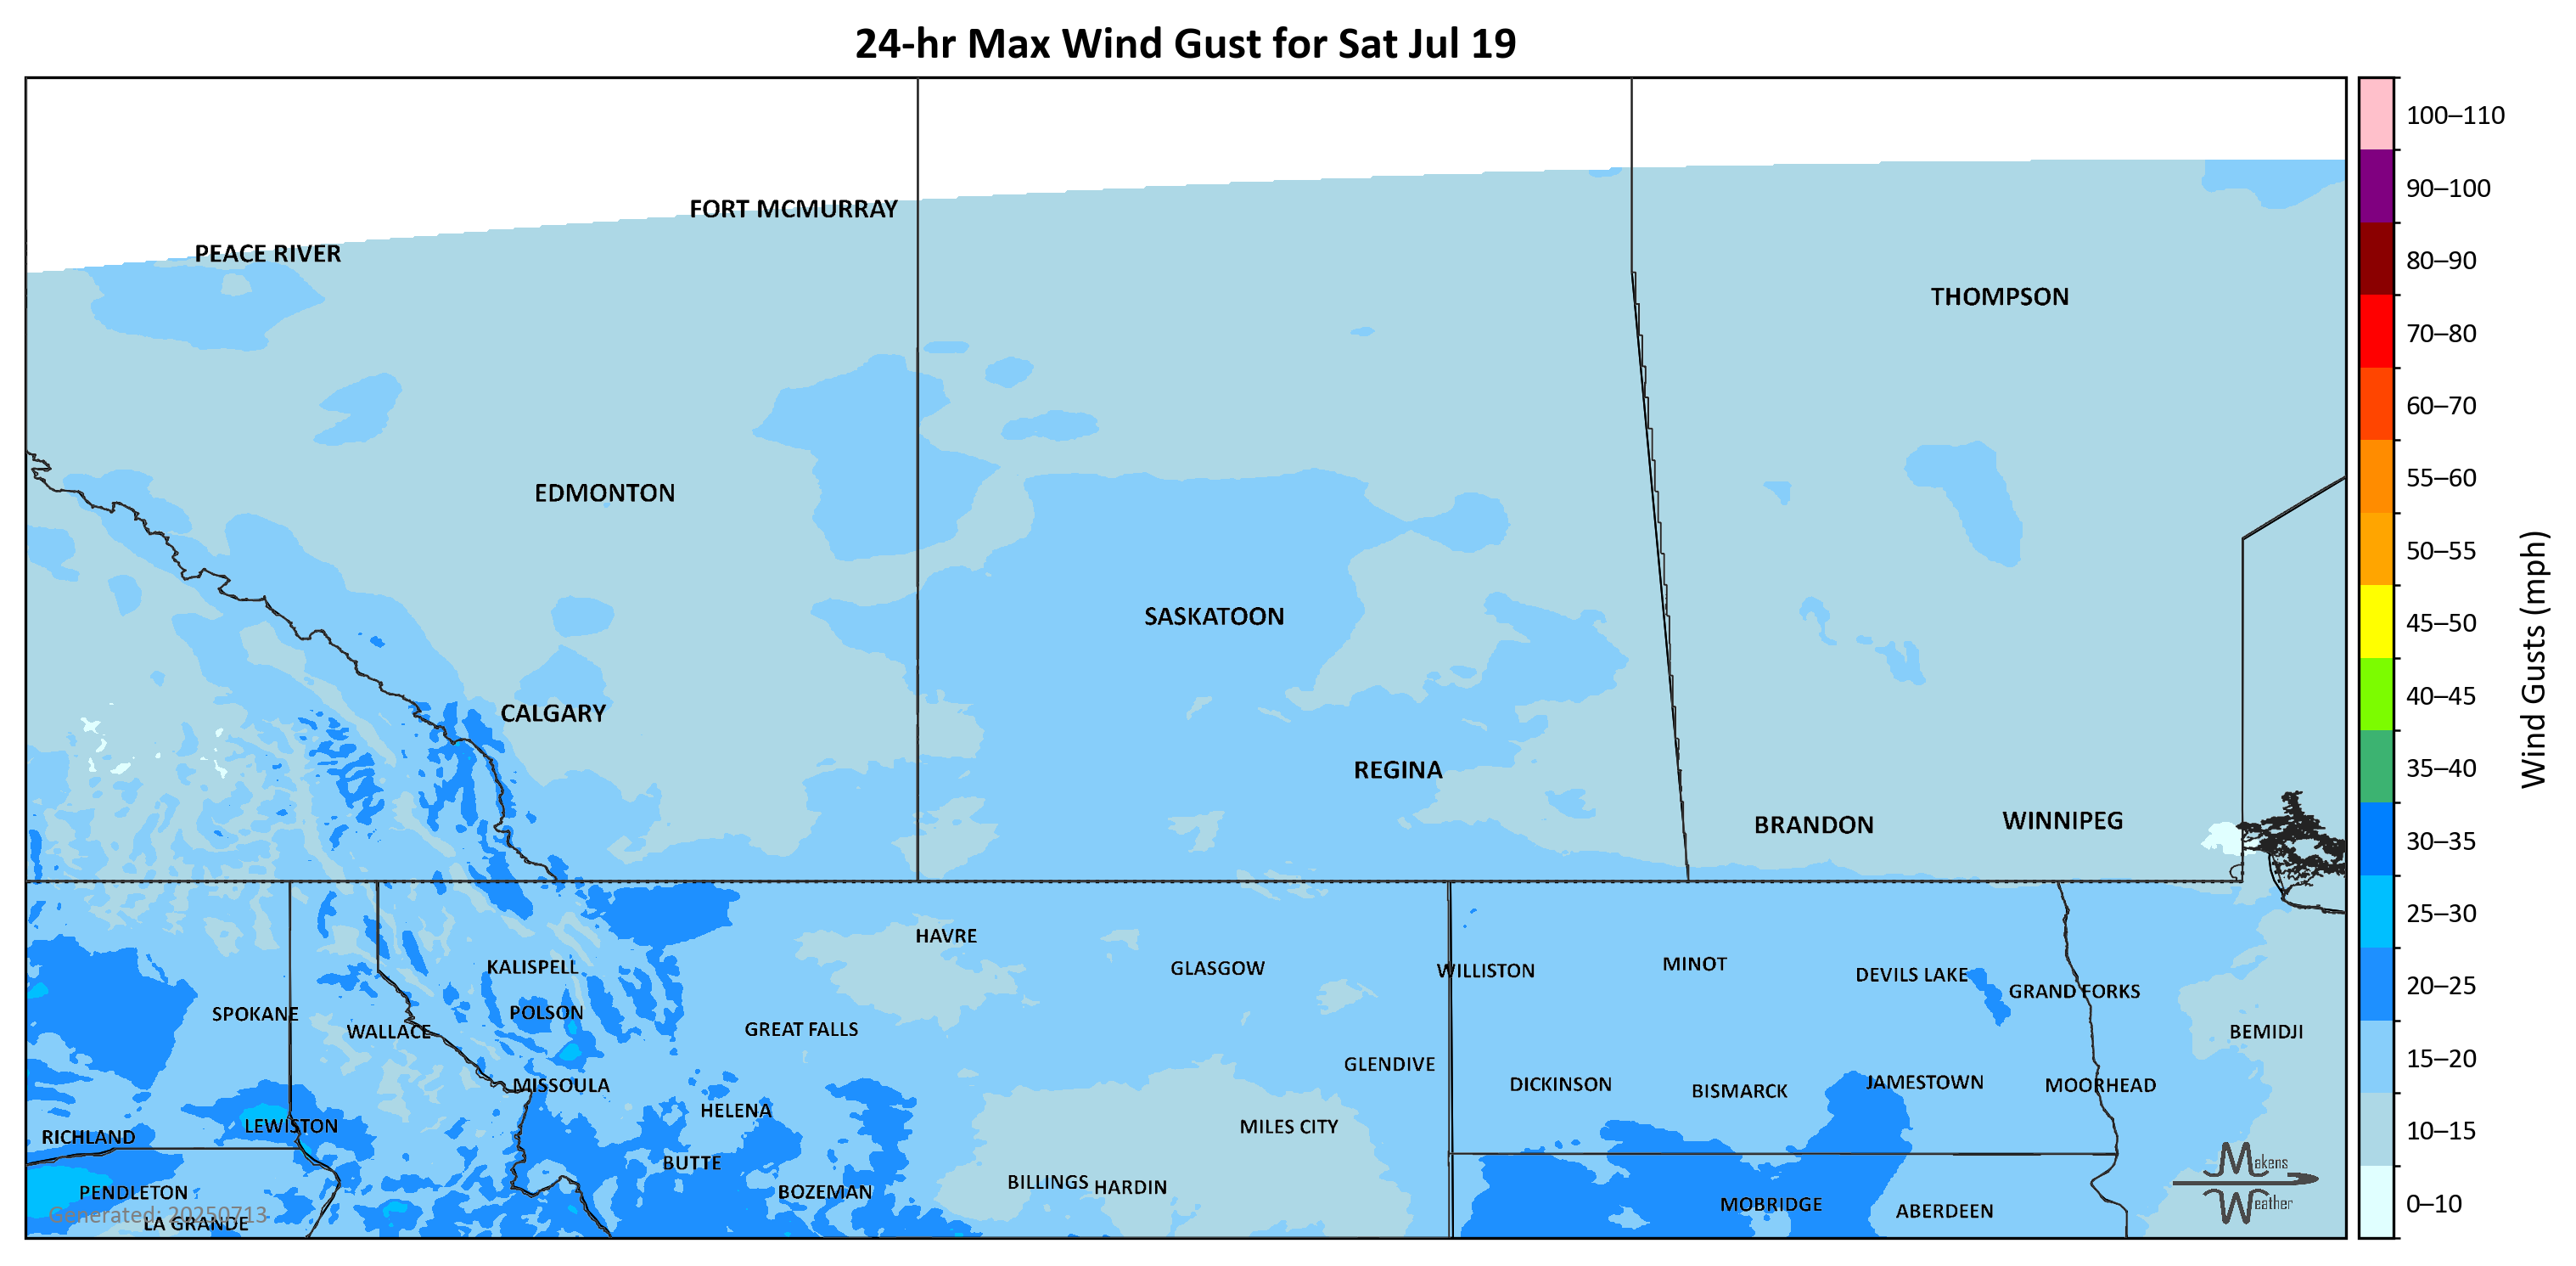 24-hr Max Wind Gust for Sat Jul 19
100–110
90–100
80–90
70–80
60–70
55–60
50–55
45–50
40–45
35–40
30–35
25–30
20–25
15–20
10–15
0–10
Wind Gusts (mph)
FORT MCMURRAY
PEACE RIVER
THOMPSON
EDMONTON
SASKATOON
CALGARY
REGINA
BRANDON
WINNIPEG
HAVRE
KALISPELL
GLASGOW
WILLISTON
MINOT
DEVILS LAKE
GRAND FORKS
SPOKANE
POLSON
WALLACE
GREAT FALLS
BEMIDJI
GLENDIVE
MISSOULA
DICKINSON
BISMARCK
JAMESTOWN
MOORHEAD
HELENA
LEWISTON
MILES CITY
RICHLAND
BUTTE
PENDLETON
BOZEMAN
BILLINGS
HARDIN
MOBRIDGE
ABERDEEN
LA GRANDE
Generated: 20250713
Makens
Weather